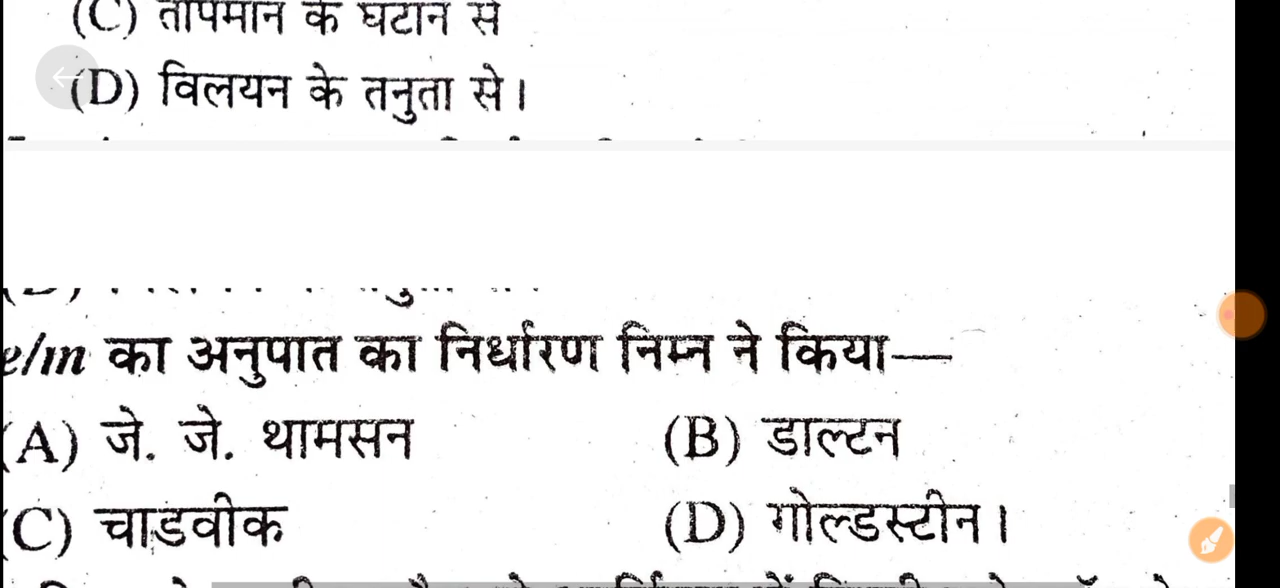 (C) तापमान के घटाने से
(D) विलयन के तनुता से।
e/m का अनुपात का निर्धारण निम्न ने किया—
(A) जे. जे. थामसन (B) डाल्टन
(C) चाडवीक (D) गोल्डस्टीन।